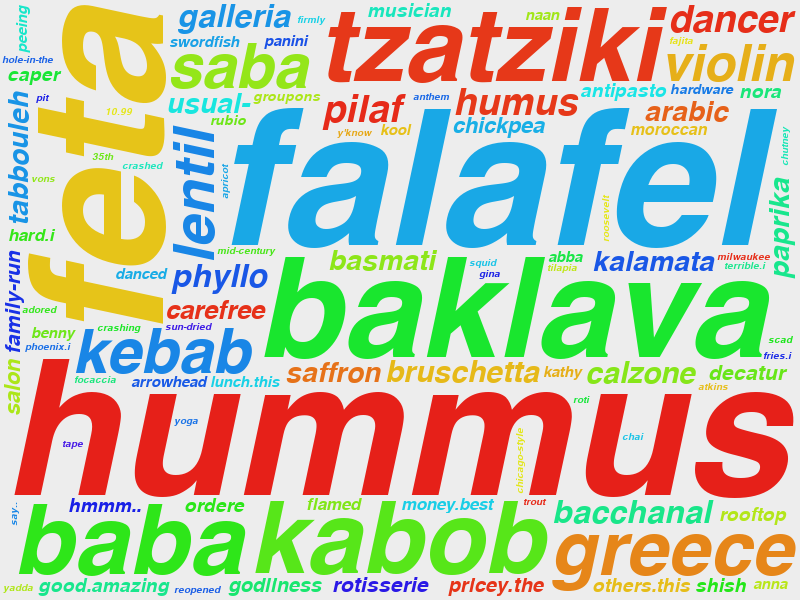 peeing
galleria
firmly
musician
naan
dancer
swordfish
panini
tzatziki
fajita
hole-in-the
caper
feta
saba
violin
tabbouleh
pit
10.99
usual-
groupons
rubio
pilaf
anthem
humus
antipasto
hardware
nora
y'know
kool
chickpea
arabic
moroccan
chutney
35th
crashed
vons
lentil
apricot
falafel
roosevelt
paprika
hard.i
family-run
mid-century
basmati
squid
gina
abba
tilapia
kalamata
milwaukee
terrible.i
danced
phyllo
baklava
adored
carefree
benny
crashing
sun-dried
phoenix.i
kebab
scad
fries.i
salon
focaccia
arrowhead
lunch.this
saffron
bruschetta
kathy
calzone
decatur
atkins
hummus
yoga
tape
roti
chai
chicago-style
say..
hmmm..
ordere
flamed
money.best
trout
bacchanal
rooftop
baba
kabob
greece
yadda
good.amazing
reopened
godliness
rotisserie
pricey.the
others.this
shish
anna